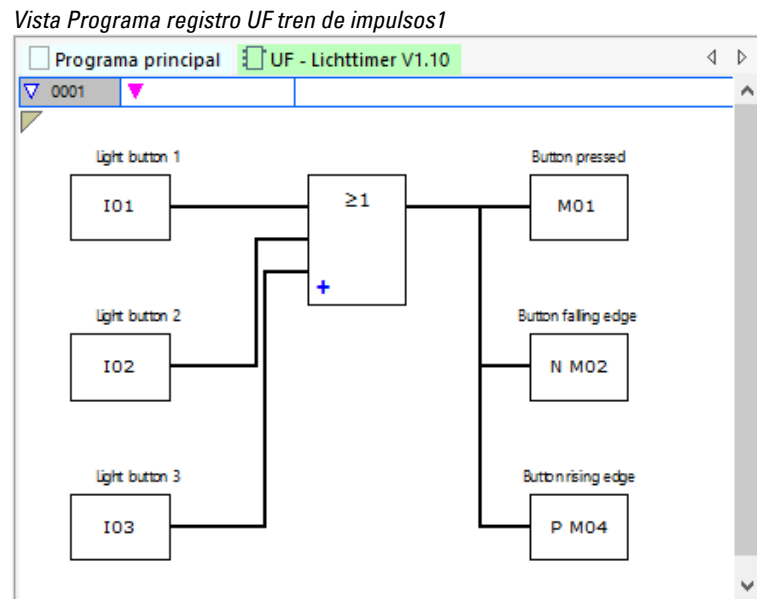 Vista Programa registro UF tren de impulsos1
Programa principal UF - Lichttimer V1.10
0001
Light button 1 Button pressed
I01 ≥1 M01
+
Light button 2 Button falling edge
I02 N M02
Light button 3 Button rising edge
I03 P M04